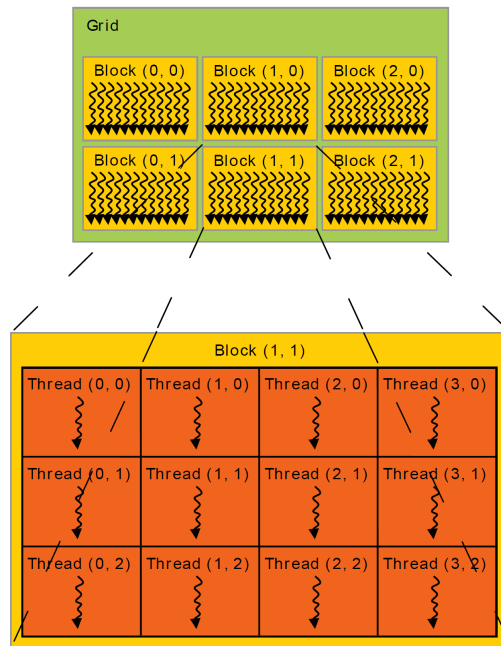 Grid
Block (0, 0) Block (1, 0) Block (2, 0)
Block (0, 1) Block (1, 1) Block (2, 1)
Block (1, 1)
Thread (0, 0) Thread (1, 0) Thread (2, 0) Thread (3, 0)
Thread (0, 1) Thread (1, 1) Thread (2, 1) Thread (3, 1)
Thread (0, 2) Thread (1, 2) Thread (2, 2) Thread (3, 2)